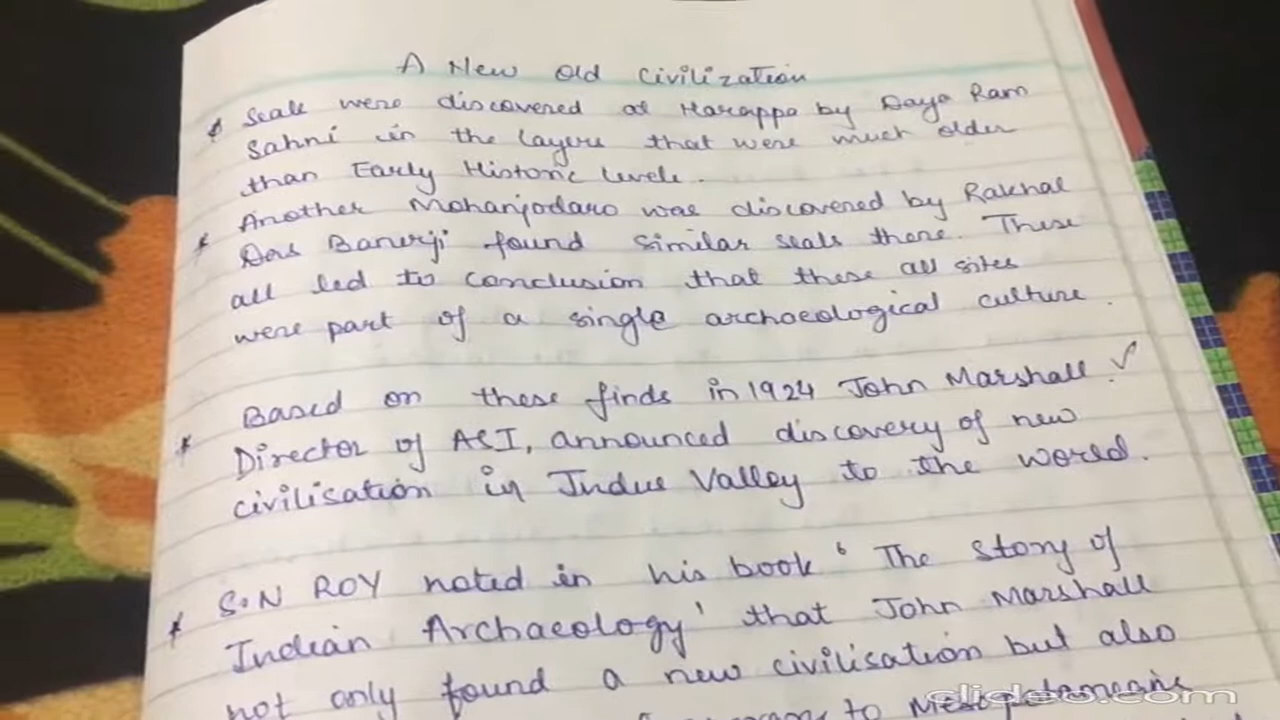 A New Old Civilization
* Seals were discovered at Harappa by Daya Ram
Sahni in the layers that were much older
than Early Historic levels.
* Another Mohanjodaro was discovered by Rakhal
Das Banerji found similar seals there. These
all led to conclusion that these all sites
were part of a single archaeological culture.
* Based on these finds in 1924 John Marshall ✓
Director of ASI, announced discovery of new
civilisation in Indus Valley to the world.
* S.N ROY noted in his book 'The story of
Indian Archaeology' that John Marshall
not only found a new civilisation but also
to Mesopotamians
clideo.com